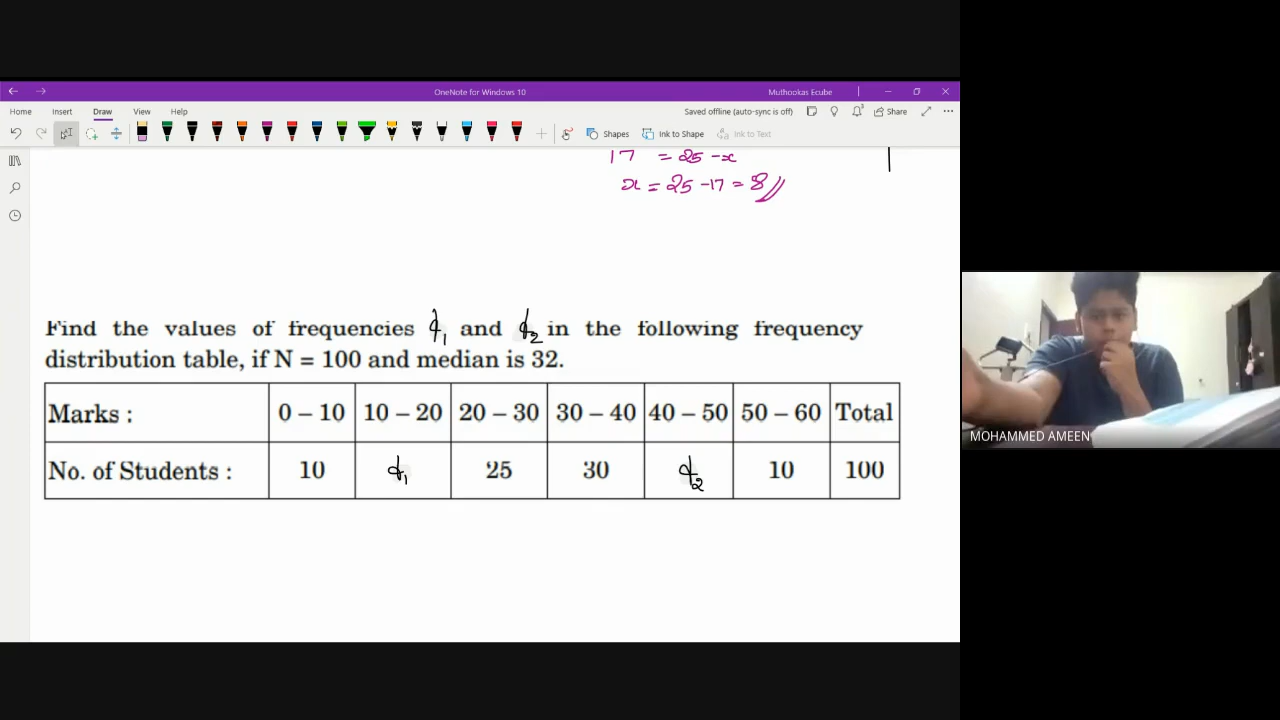 OneNote for Windows 10
Muthookas Ecube
Home Insert Draw View Help
Saved offline (auto-sync is off)
Share
Shapes
Ink to Shape
Ink to Text
17 = 25 - x
x = 25 - 17 = 8//
Find the values of frequencies f1 and f2 in the following frequency
distribution table, if N = 100 and median is 32.
Marks : 0 – 10 10 – 20 20 – 30 30 – 40 40 – 50 50 – 60 Total
No. of Students : 10 f1 25 30 f2 10 100
MOHAMMED AMEEN